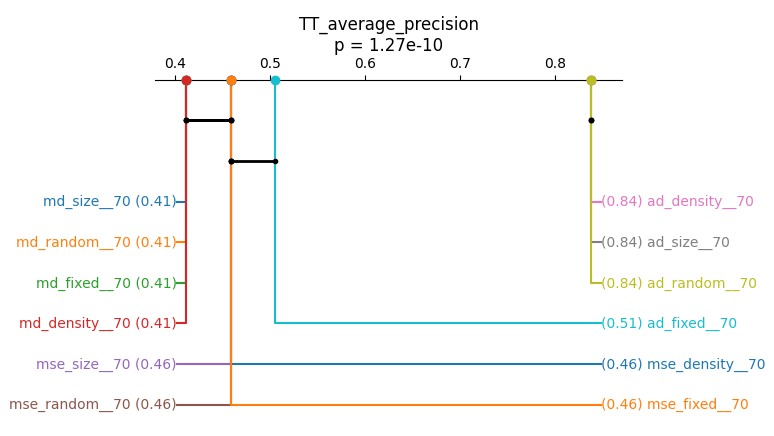 TT_average_precision
p = 1.27e-10
0.4 0.5 0.6 0.7 0.8
md_size__70 (0.41) (0.84) ad_density__70
md_random__70 (0.41) (0.84) ad_size__70
md_fixed__70 (0.41) (0.84) ad_random__70
md_density__70 (0.41) (0.51) ad_fixed__70
mse_size__70 (0.46) (0.46) mse_density__70
mse_random__70 (0.46) (0.46) mse_fixed__70